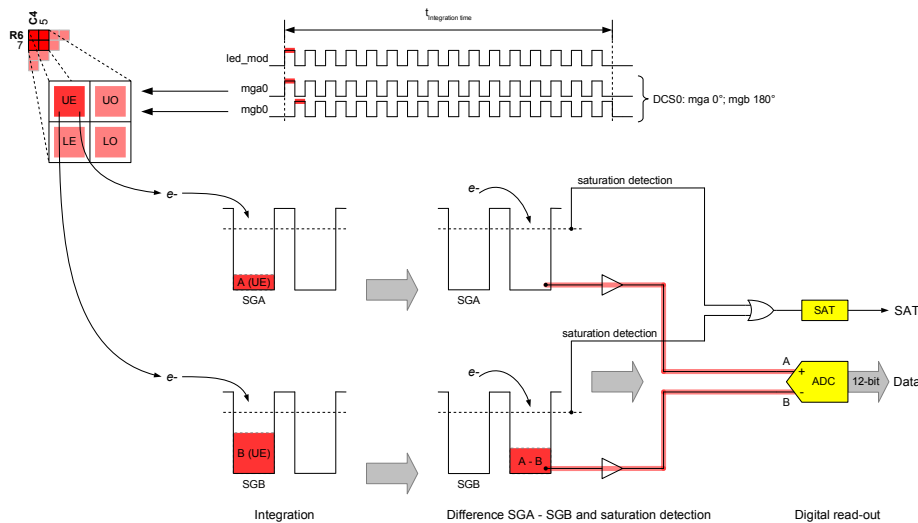 C4
5
R6
7
t Integration time
led_mod
mga0
mgb0
DCS0: mga 0°; mgb 180°
UE
UO
LE
LO
e-
e-
saturation detection
A (UE)
SGA
SGA
SAT
SAT
saturation detection
e-
e-
A
+
ADC
12-bit
Data
-
B
B (UE)
A - B
SGB
SGB
Integration
Difference SGA - SGB and saturation detection
Digital read-out